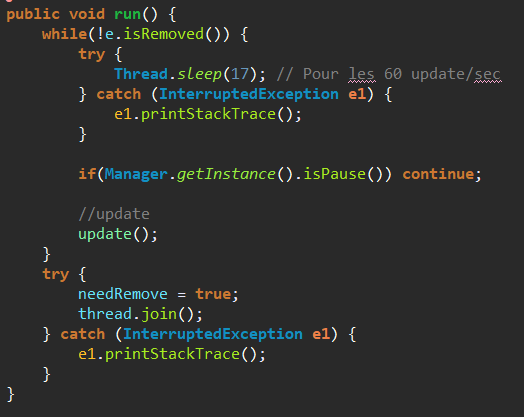 public void run() {
    while(!e.isRemoved()) {
        try {
            Thread.sleep(17); // Pour les 60 update/sec
        } catch (InterruptedException e1) {
            e1.printStackTrace();
        }

        if(Manager.getInstance().isPause()) continue;

        //update
        update();
    }
    try {
        needRemove = true;
        thread.join();
    } catch (InterruptedException e1) {
        e1.printStackTrace();
    }
}